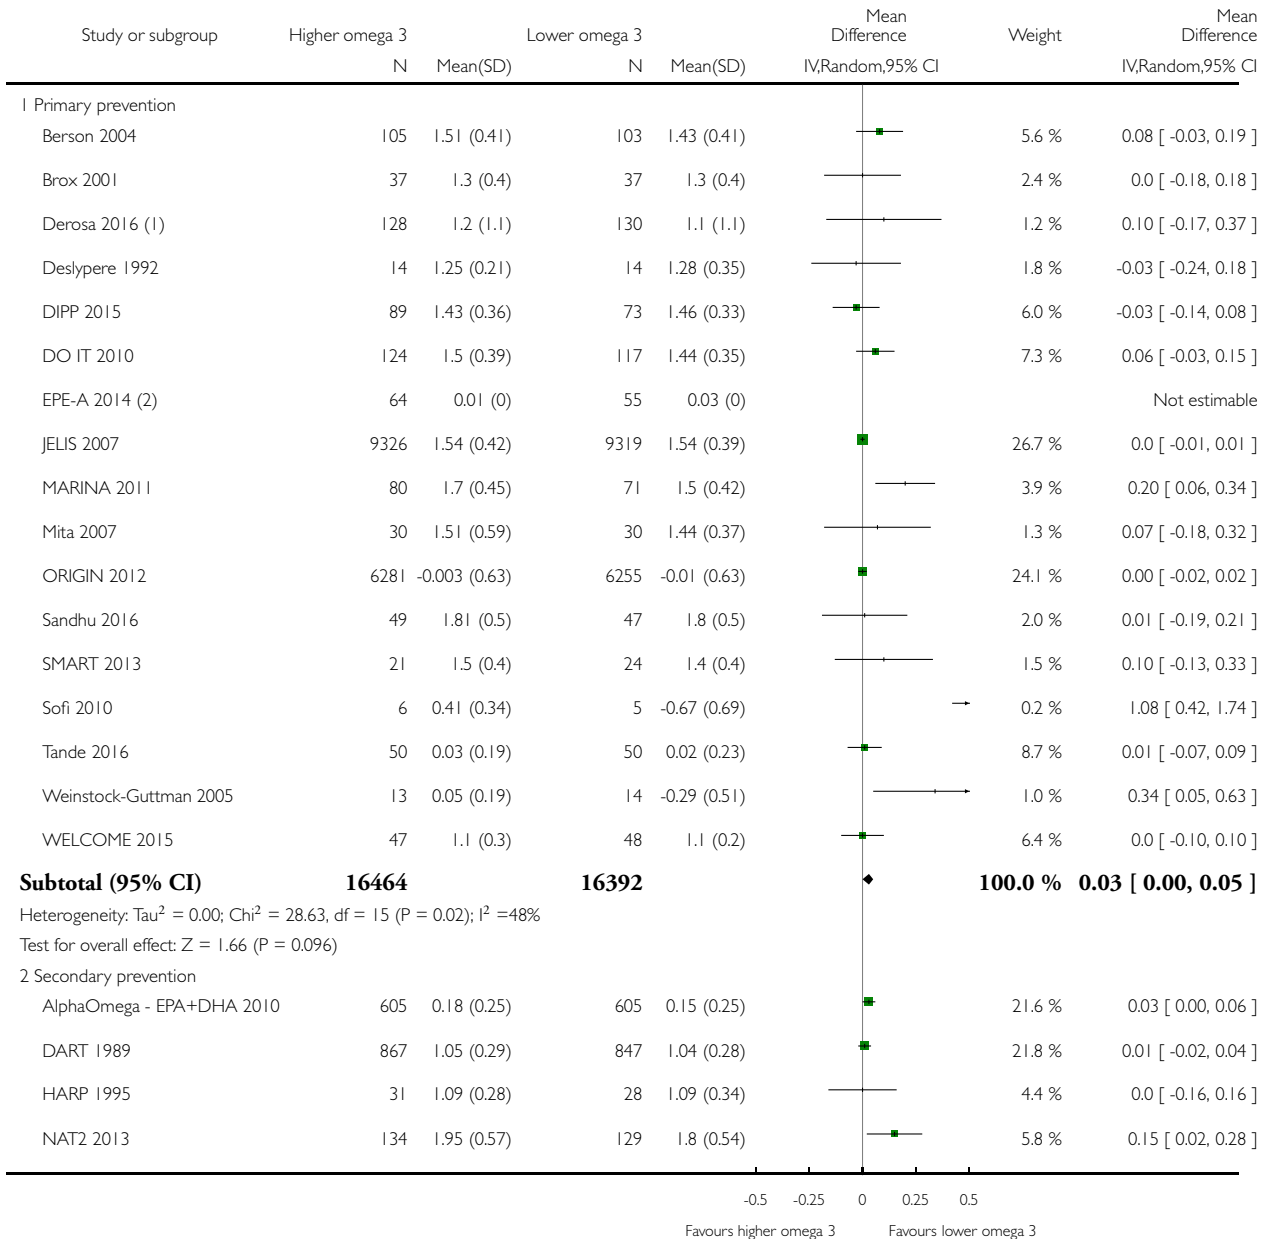 Study or subgroup Higher omega 3 Lower omega 3 Mean Difference Weight Mean Difference
N Mean(SD) N Mean(SD) IV,Random,95% CI IV,Random,95% CI
1 Primary prevention
Berson 2004 105 1.51 (0.41) 103 1.43 (0.41) 5.6 % 0.08 [ -0.03, 0.19 ]
Brox 2001 37 1.3 (0.4) 37 1.3 (0.4) 2.4 % 0.0 [ -0.18, 0.18 ]
Derosa 2016 (1) 128 1.2 (1.1) 130 1.1 (1.1) 1.2 % 0.10 [ -0.17, 0.37 ]
Deslypere 1992 14 1.25 (0.21) 14 1.28 (0.35) 1.8 % -0.03 [ -0.24, 0.18 ]
DIPP 2015 89 1.43 (0.36) 73 1.46 (0.33) 6.0 % -0.03 [ -0.14, 0.08 ]
DO IT 2010 124 1.5 (0.39) 117 1.44 (0.35) 7.3 % 0.06 [ -0.03, 0.15 ]
EPE-A 2014 (2) 64 0.01 (0) 55 0.03 (0) Not estimable
JELIS 2007 9326 1.54 (0.42) 9319 1.54 (0.39) 26.7 % 0.0 [ -0.01, 0.01 ]
MARINA 2011 80 1.7 (0.45) 71 1.5 (0.42) 3.9 % 0.20 [ 0.06, 0.34 ]
Mita 2007 30 1.51 (0.59) 30 1.44 (0.37) 1.3 % 0.07 [ -0.18, 0.32 ]
ORIGIN 2012 6281 -0.003 (0.63) 6255 -0.01 (0.63) 24.1 % 0.00 [ -0.02, 0.02 ]
Sandhu 2016 49 1.81 (0.5) 47 1.8 (0.5) 2.0 % 0.01 [ -0.19, 0.21 ]
SMART 2013 21 1.5 (0.4) 24 1.4 (0.4) 1.5 % 0.10 [ -0.13, 0.33 ]
Sofi 2010 6 0.41 (0.34) 5 -0.67 (0.69) 0.2 % 1.08 [ 0.42, 1.74 ]
Tande 2016 50 0.03 (0.19) 50 0.02 (0.23) 8.7 % 0.01 [ -0.07, 0.09 ]
Weinstock-Guttman 2005 13 0.05 (0.19) 14 -0.29 (0.51) 1.0 % 0.34 [ 0.05, 0.63 ]
WELCOME 2015 47 1.1 (0.3) 48 1.1 (0.2) 6.4 % 0.0 [ -0.10, 0.10 ]
Subtotal (95% CI) 16464 16392 100.0 % 0.03 [ 0.00, 0.05 ]
Heterogeneity: Tau² = 0.00; Chi² = 28.63, df = 15 (P = 0.02); I² =48%
Test for overall effect: Z = 1.66 (P = 0.096)
2 Secondary prevention
AlphaOmega - EPA+DHA 2010 605 0.18 (0.25) 605 0.15 (0.25) 21.6 % 0.03 [ 0.00, 0.06 ]
DART 1989 867 1.05 (0.29) 847 1.04 (0.28) 21.8 % 0.01 [ -0.02, 0.04 ]
HARP 1995 31 1.09 (0.28) 28 1.09 (0.34) 4.4 % 0.0 [ -0.16, 0.16 ]
NAT2 2013 134 1.95 (0.57) 129 1.8 (0.54) 5.8 % 0.15 [ 0.02, 0.28 ]
-0.5 -0.25 0 0.25 0.5
Favours higher omega 3 Favours lower omega 3